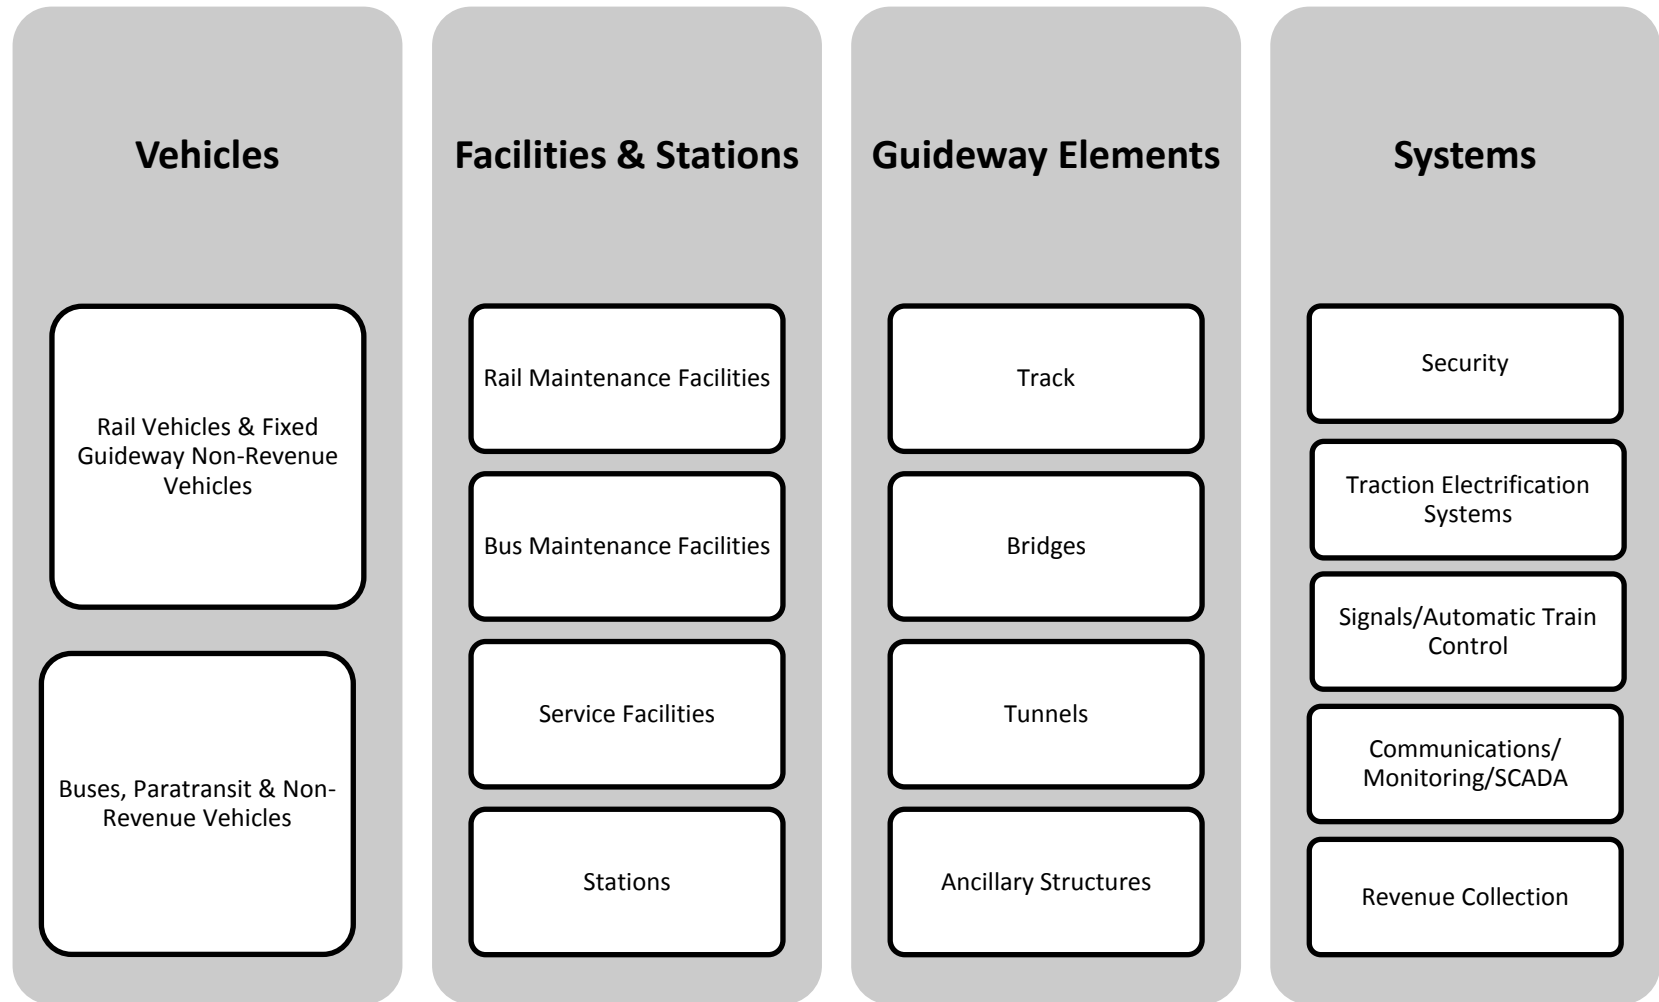 Vehicles
Rail Vehicles & Fixed
Guideway Non-Revenue
Vehicles
Buses, Paratransit & Non-
Revenue Vehicles
Facilities & Stations
Rail Maintenance Facilities
Bus Maintenance Facilities
Service Facilities
Stations
Guideway Elements
Track
Bridges
Tunnels
Ancillary Structures
Systems
Security
Traction Electrification
Systems
Signals/Automatic Train
Control
Communications/
Monitoring/SCADA
Revenue Collection